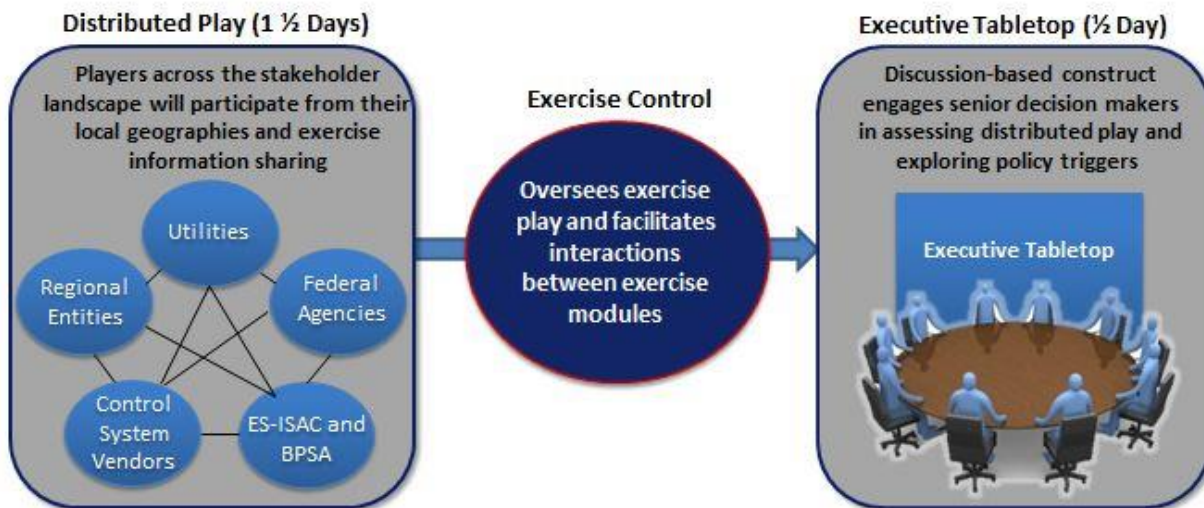 Distributed Play (1 ½ Days)
Players across the stakeholder
landscape will participate from their
local geographies and exercise
information sharing
Utilities
Regional
Entities
Federal
Agencies
Control
System
Vendors
ES-ISAC and
BPSA
Exercise Control
Oversees exercise
play and facilitates
interactions
between exercise
modules
Executive Tabletop (½ Day)
Discussion-based construct
engages senior decision makers
in assessing distributed play and
exploring policy triggers
Executive Tabletop